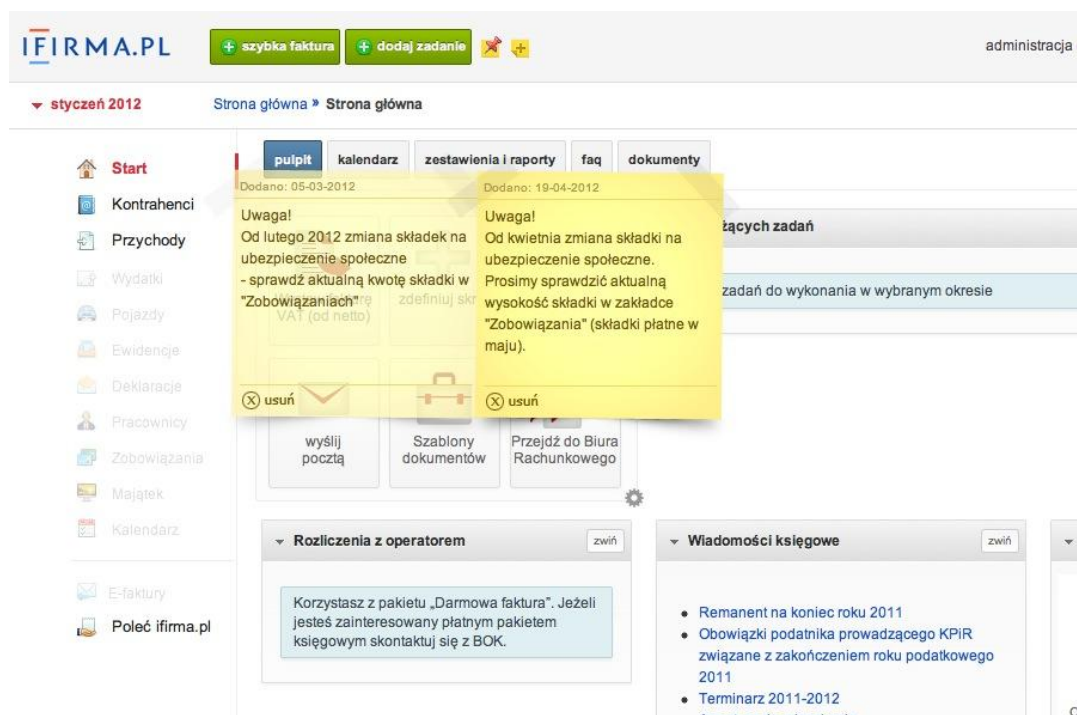 IFIRMA.PL
szybka faktura
dodaj zadanie
administracja
styczeń 2012
Strona główna » Strona główna
Start
Kontrahenci
Przychody
Wydatki
Pojazdy
Ewidencje
Deklaracje
Pracownicy
Zobowiązania
Majątek
Kalendarz
E-faktury
Poleć ifirma.pl
pulpit
kalendarz
zestawienia i raporty
faq
dokumenty
Dodano: 05-03-2012
Uwaga!
Od lutego 2012 zmiana składek na
ubezpieczenie społeczne
- sprawdź aktualną kwotę składki w
"Zobowiązaniach"
usuń
Dodano: 19-04-2012
Uwaga!
Od kwietnia zmiana składki na
ubezpieczenie społeczne.
Prosimy sprawdzić aktualną
wysokość składki w zakładce
"Zobowiązania" (składki płatne w
maju).
usuń
żących zadań
zadań do wykonania w wybranym okresie
VAT (od netto)
zdefiniuj skr
wyślij
pocztą
Szablony
dokumentów
Przejdź do Biura
Rachunkowego
Rozliczenia z operatorem
zwiń
Korzystasz z pakietu „Darmowa faktura". Jeżeli
jesteś zainteresowany płatnym pakietem
księgowym skontaktuj się z BOK.
Wiadomości księgowe
zwiń
Remanent na koniec roku 2011
Obowiązki podatnika prowadzącego KPiR
związane z zakończeniem roku podatkowego
2011
Terminarz 2011-2012